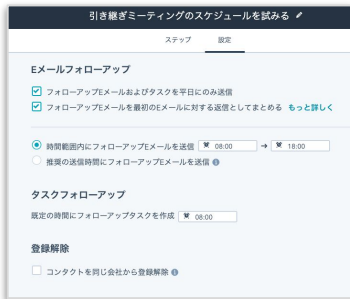 引き継ぎミーティングのスケジュールを試みる
ステップ 設定
Eメールフォローアップ
フォローアップEメールおよびタスクを平日にのみ送信
フォローアップEメールを最初のEメールに対する返信としてまとめる もっと詳しく
時間範囲内にフォローアップEメールを送信 08:00 → 18:00
推奨の送信時間にフォローアップEメールを送信
タスクフォローアップ
既定の時間にフォローアップタスクを作成 08:00
登録解除
コンタクトを同じ会社から登録解除